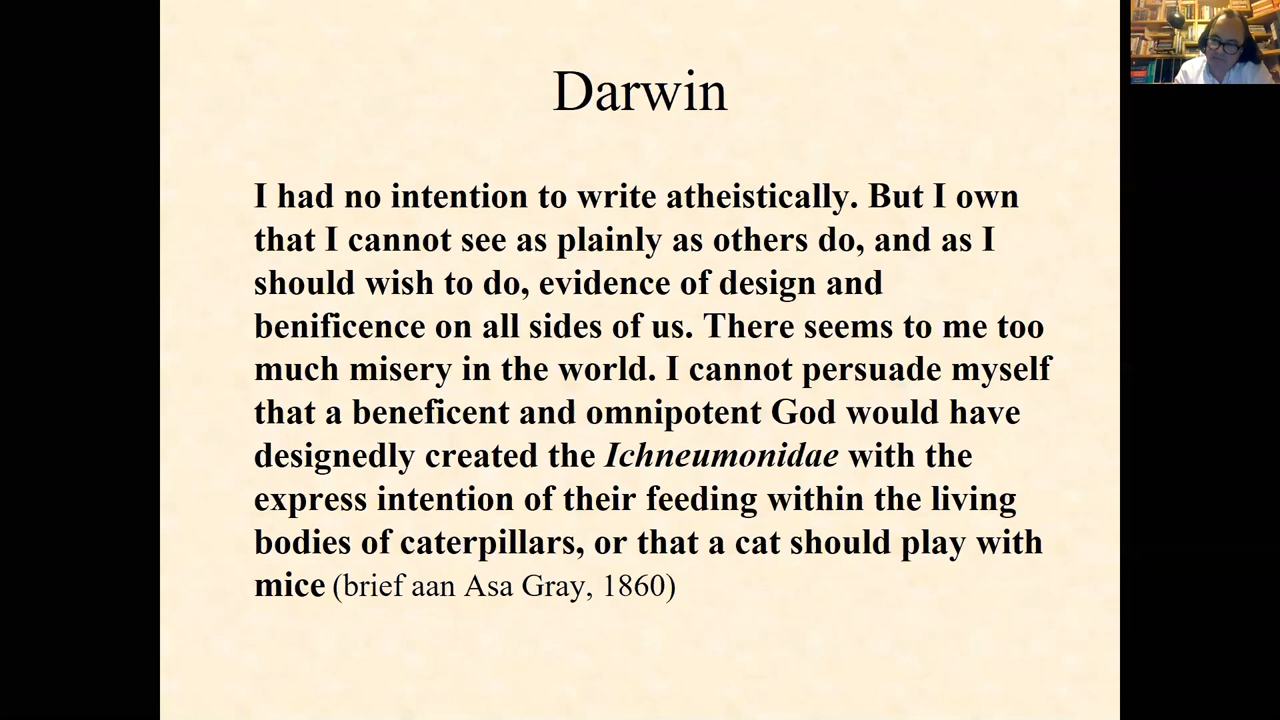 Darwin
I had no intention to write atheistically. But I own
that I cannot see as plainly as others do, and as I
should wish to do, evidence of design and
benificence on all sides of us. There seems to me too
much misery in the world. I cannot persuade myself
that a beneficent and omnipotent God would have
designedly created the Ichneumonidae with the
express intention of their feeding within the living
bodies of caterpillars, or that a cat should play with
mice (brief aan Asa Gray, 1860)